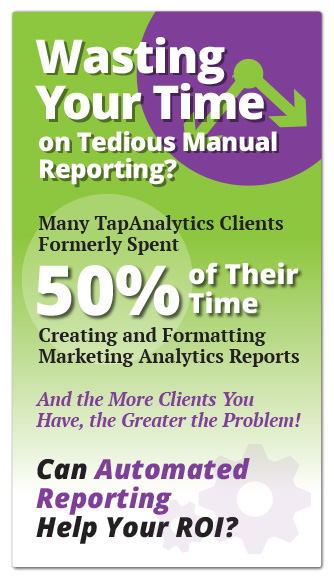 Wasting
Your Time
on Tedious Manual
Reporting?
Many TapAnalytics Clients
Formerly Spent
50% of Their
Time
Creating and Formatting
Marketing Analytics Reports
And the More Clients You
Have, the Greater the Problem!
Can Automated
Reporting
Help Your ROI?